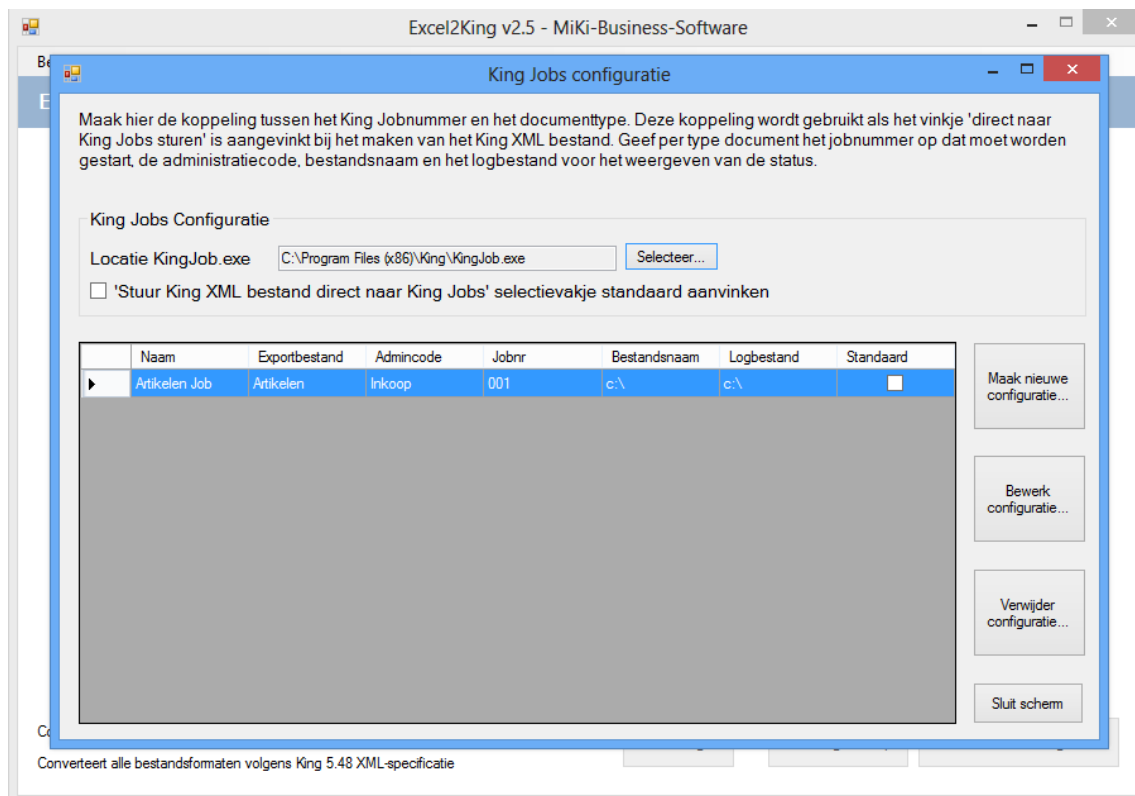 Excel2King v2.5 - MiKi-Business-Software
King Jobs configuratie
Maak hier de koppeling tussen het King Jobnummer en het documenttype. Deze koppeling wordt gebruikt als het vinkje 'direct naar
King Jobs sturen' is aangevinkt bij het maken van het King XML bestand. Geef per type document het jobnummer op dat moet worden
gestart, de administratiecode, bestandsnaam en het logbestand voor het weergeven van de status.
King Jobs Configuratie
Locatie KingJob.exe C:\Program Files (x86)\King\KingJob.exe Selecteer...
'Stuur King XML bestand direct naar King Jobs' selectievakje standaard aanvinken
Naam Exportbestand Admincode Jobnr Bestandsnaam Logbestand Standaard
Artikelen Job Artikelen Inkoop 001 c:\ c:\
Maak nieuwe
configuratie...
Bewerk
configuratie...
Verwijder
configuratie...
Sluit scherm
Converteert alle bestandsformaten volgens King 5.48 XML-specificatie